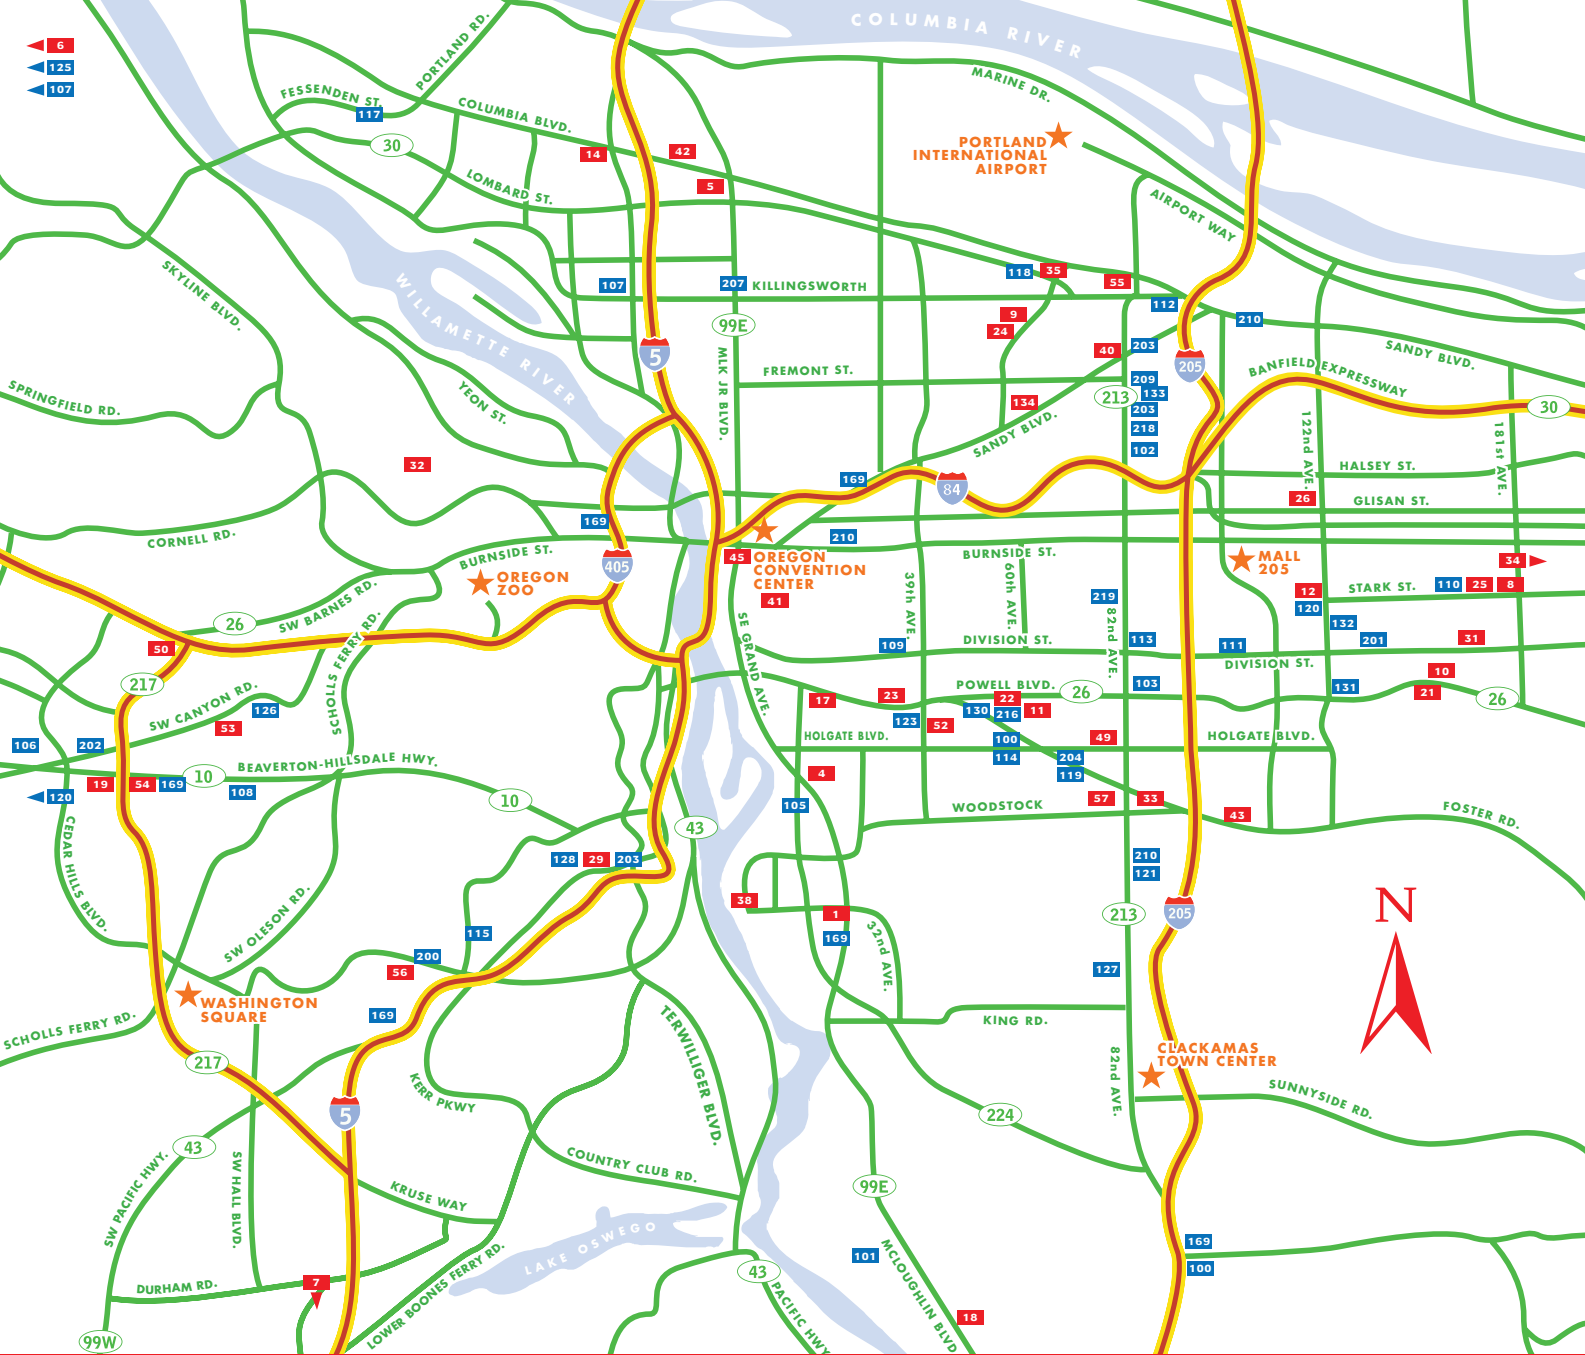 COLUMBIA RIVER
6
125
107
PORTLAND RD.
FESSENDEN ST.
117
COLUMBIA BLVD.
MARINE DR.
30
14
42
5
PORTLAND
INTERNATIONAL
AIRPORT
LOMBARD ST.
AIRPORT WAY
SKYLINE BLVD.
WILLAMETTE RIVER
107
207
KILLINGSWORTH
118
35
55
112
210
9
24
99E
5
MLK JR BLVD.
FREMONT ST.
40
203
205
SANDY BLVD.
BANFIELD EXPRESSWAY
209
213
133
203
218
102
134
30
SPRINGFIELD RD.
YEON ST.
SANDY BLVD.
122nd AVE.
181st AVE.
32
169
84
HALSEY ST.
26
GLISAN ST.
169
CORNELL RD.
210
BURNSIDE ST.
405
45
OREGON
CONVENTION
CENTER
41
BURNSIDE ST.
MALL
205
34
OREGON
ZOO
39th AVE.
60th AVE.
219
82nd AVE.
12
120
STARK ST.
110
25
8
SW BARNES RD.
26
SCHOLLS FERRY RD.
SE GRAND AVE.
132
50
109
DIVISION ST.
113
111
201
31
DIVISION ST.
217
10
SW CANYON RD.
126
53
17
23
POWELL BLVD.
26
103
131
21
26
22
130
216
11
123
52
106
202
HOLGATE BLVD.
100
49
HOLGATE BLVD.
114
204
119
BEAVERTON-HILLSDALE HWY.
10
19
54
169
108
120
10
4
105
WOODSTOCK
57
33
43
FOSTER RD.
43
CEDAR HILLS BLVD.
128
29
203
210
121
38
1
169
32nd AVE.
213
205
N
SW OLESON RD.
115
200
56
127
WASHINGTON
SQUARE
169
SCHOLLS FERRY RD.
TERWILLIGER BLVD.
KING RD.
217
KERR PKWY
82nd AVE.
CLACKAMAS
TOWN CENTER
SUNNYSIDE RD.
5
224
43
SW PACIFIC HWY.
SW HALL BLVD.
COUNTRY CLUB RD.
KRUSE WAY
99E
LAKE OSWEGO
101
MCLOUGHLIN BLVD
169
100
DURHAM RD.
7
LOWER BOONES FERRY RD.
43
PACIFIC HWY
18
99W